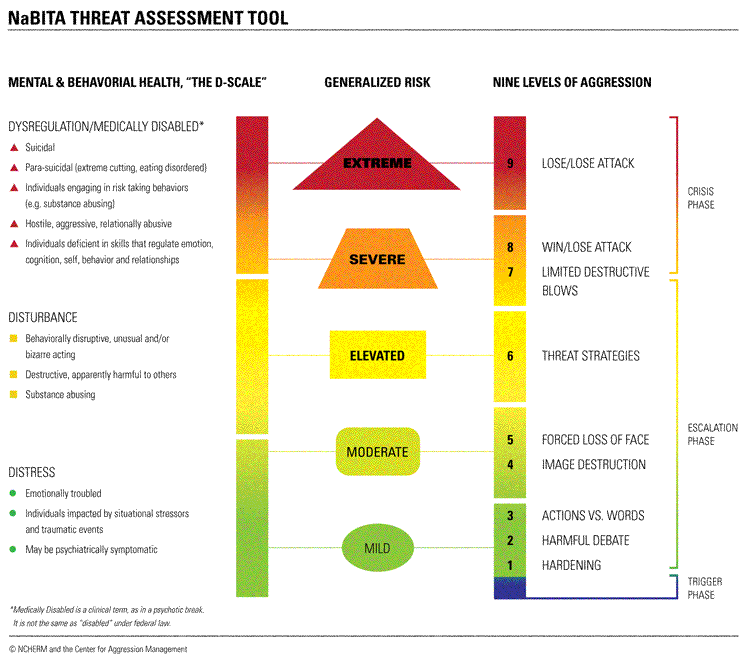 NaBITA THREAT ASSESSMENT TOOL
MENTAL & BEHAVORIAL HEALTH, “THE D-SCALE”
GENERALIZED RISK
NINE LEVELS OF AGGRESSION
DYSREGULATION/MEDICALLY DISABLED*
Suicidal
Para-suicidal (extreme cutting, eating disordered)
Individuals engaging in risk taking behaviors
(e.g. substance abusing)
Hostile, aggressive, relationally abusive
Individuals deficient in skills that regulate emotion,
cognition, self, behavior and relationships
DISTURBANCE
Behaviorally disruptive, unusual and/or
bizarre acting
Destructive, apparently harmful to others
Substance abusing
DISTRESS
Emotionally troubled
Individuals impacted by situational stressors
and traumatic events
May be psychiatrically symptomatic
EXTREME
SEVERE
ELEVATED
MODERATE
MILD
9 LOSE/LOSE ATTACK
8 WIN/LOSE ATTACK
7 LIMITED DESTRUCTIVE
BLOWS
6 THREAT STRATEGIES
5 FORCED LOSS OF FACE
4 IMAGE DESTRUCTION
3 ACTIONS VS. WORDS
2 HARMFUL DEBATE
1 HARDENING
CRISIS
PHASE
ESCALATION
PHASE
TRIGGER
PHASE
*Medically Disabled is a clinical term, as in a psychotic break.
It is not the same as “disabled” under federal law.
© NCHERM and the Center for Aggression Management